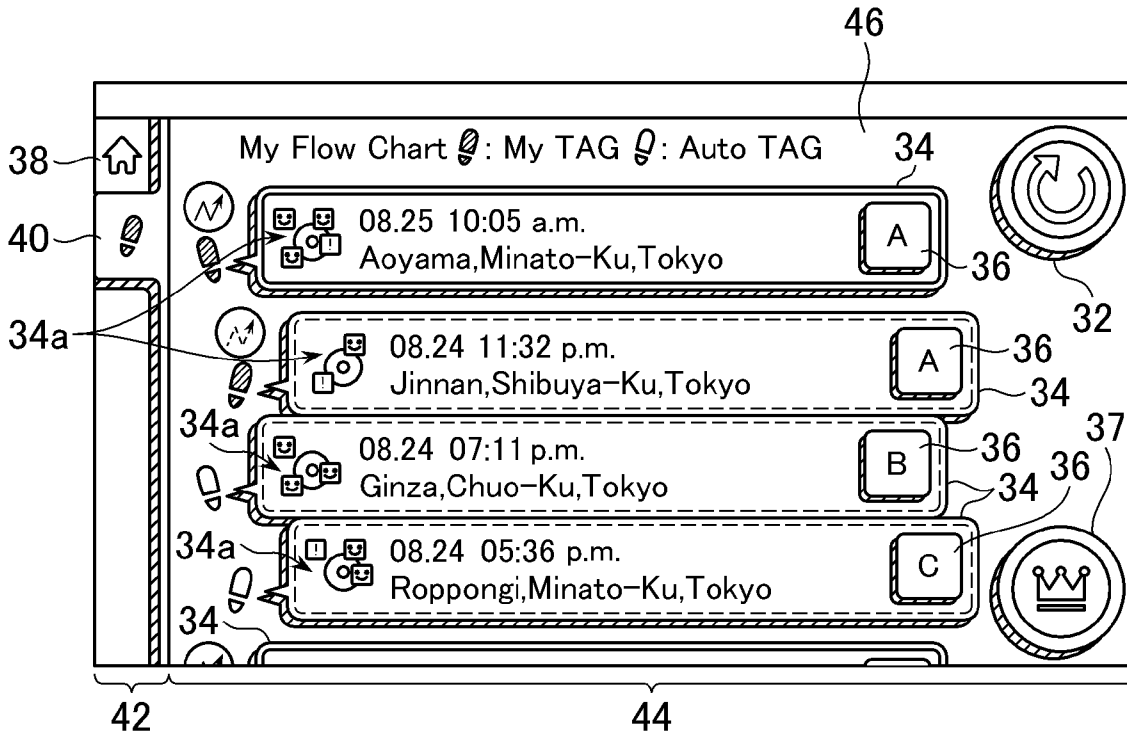 46
My Flow Chart : My TAG : Auto TAG
34
38
40
08.25 10:05 a.m.
Aoyama,Minato-Ku,Tokyo
A
36
32
34a
08.24 11:32 p.m.
Jinnan,Shibuya-Ku,Tokyo
A
36
34
34a
08.24 07:11 p.m.
Ginza,Chuo-Ku,Tokyo
B
36
37
36
34
34a
!
08.24 05:36 p.m.
Roppongi,Minato-Ku,Tokyo
C
34
42
44